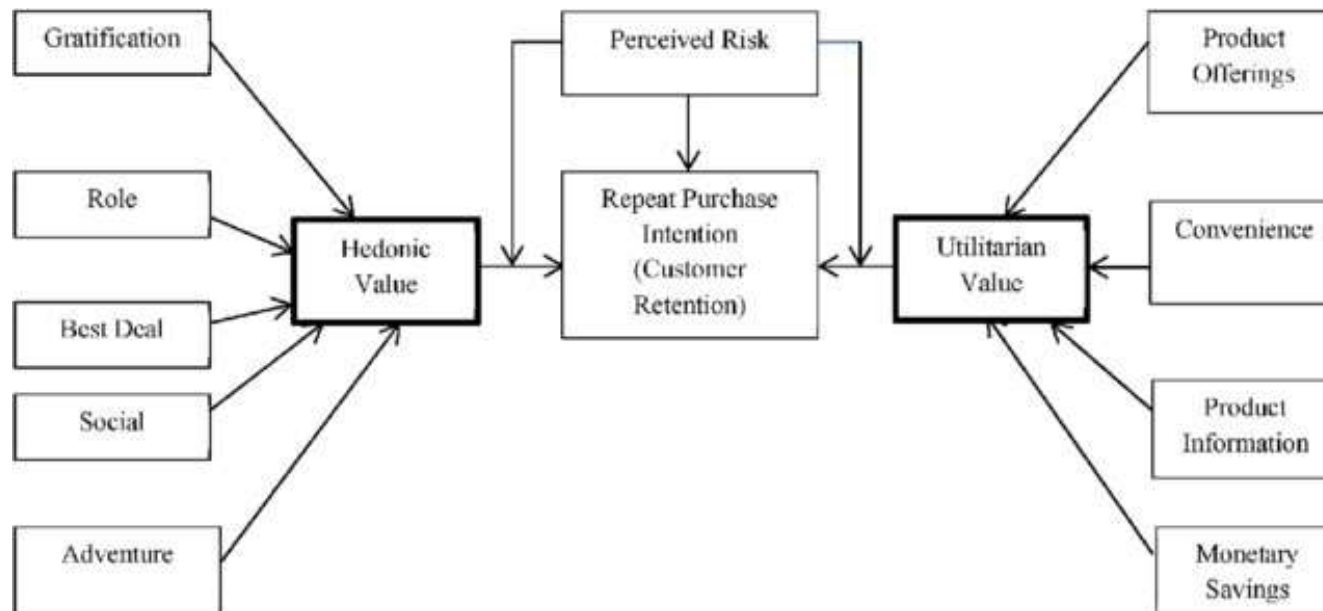 Gratification
Role
Best Deal
Social
Adventure
Hedonic
Value
Perceived Risk
Repeat Purchase
Intention
(Customer
Retention)
Utilitarian
Value
Product
Offerings
Convenience
Product
Information
Monetary
Savings